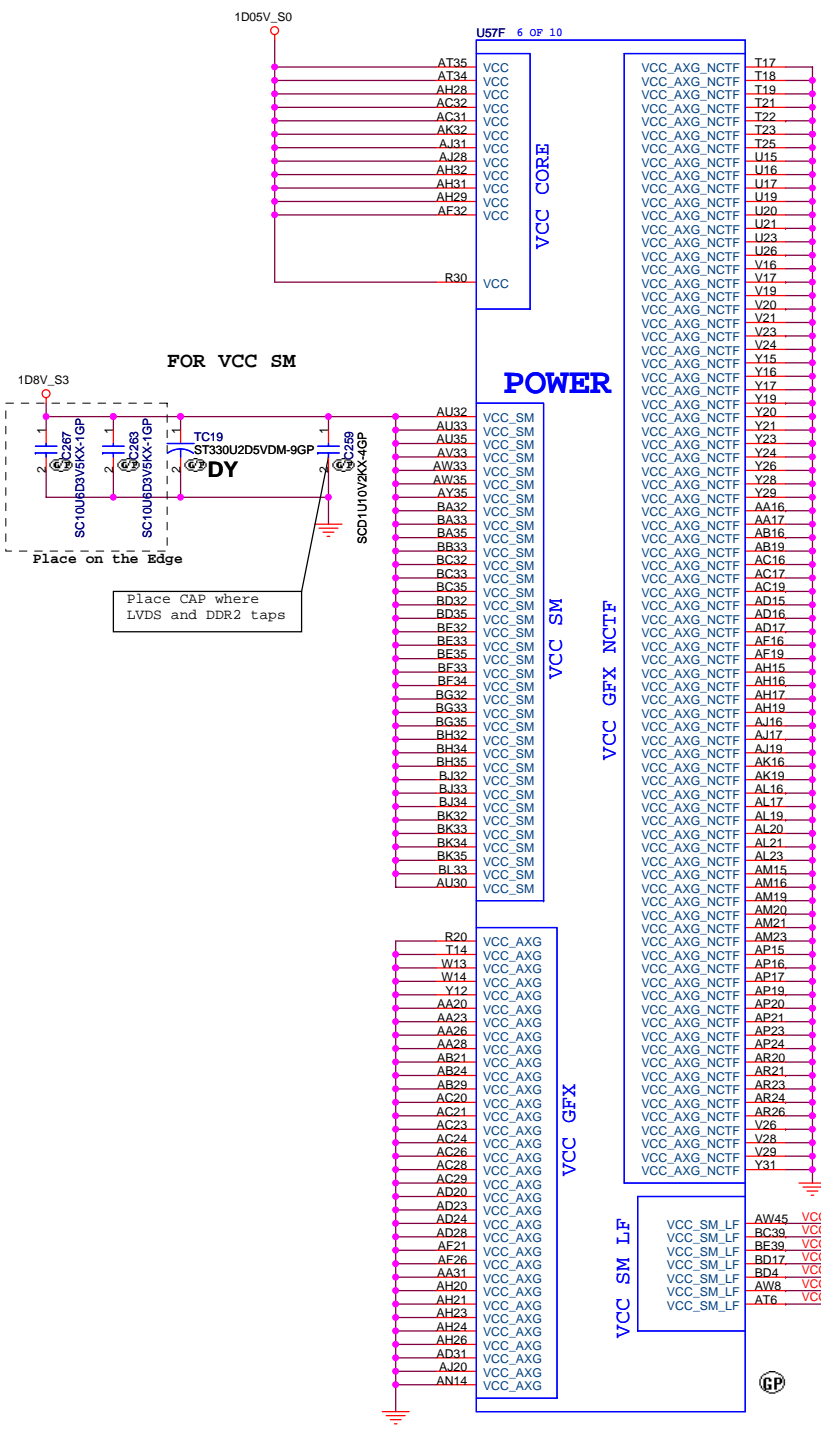 1D05V_S0
U57F 6 OF 10
AT35 VCC
AT34 VCC
AH28 VCC
AC32 VCC
AC31 VCC
AK32 VCC
AJ31 VCC
AJ28 VCC
AH32 VCC
AH31 VCC
AH29 VCC
AF32 VCC
R30 VCC
VCC CORE
FOR VCC SM
1D8V_S3
POWER
1
2
C267
SC10U6D3V5KX-1GP
1
2
C263
SC10U6D3V5KX-1GP
1
2
TC19
ST330U2D5VDM-9GP
DY
1
2
C259
SCD1U10V2KX-4GP
Place on the Edge
Place CAP where
LVDS and DDR2 taps
AU32 VCC_SM
AU33 VCC_SM
AU35 VCC_SM
AV33 VCC_SM
AW33 VCC_SM
AW35 VCC_SM
AY35 VCC_SM
BA32 VCC_SM
BA33 VCC_SM
BA35 VCC_SM
BB33 VCC_SM
BC32 VCC_SM
BC33 VCC_SM
BC35 VCC_SM
BD32 VCC_SM
BD35 VCC_SM
BE32 VCC_SM
BE33 VCC_SM
BE35 VCC_SM
BF33 VCC_SM
BF34 VCC_SM
BG32 VCC_SM
BG33 VCC_SM
BG35 VCC_SM
BH32 VCC_SM
BH34 VCC_SM
BH35 VCC_SM
BJ32 VCC_SM
BJ33 VCC_SM
BJ34 VCC_SM
BK32 VCC_SM
BK33 VCC_SM
BK34 VCC_SM
BK35 VCC_SM
BL33 VCC_SM
AU30 VCC_SM
VCC SM
R20 VCC_AXG
T14 VCC_AXG
W13 VCC_AXG
W14 VCC_AXG
Y12 VCC_AXG
AA20 VCC_AXG
AA23 VCC_AXG
AA26 VCC_AXG
AA28 VCC_AXG
AB21 VCC_AXG
AB24 VCC_AXG
AB29 VCC_AXG
AC20 VCC_AXG
AC21 VCC_AXG
AC23 VCC_AXG
AC24 VCC_AXG
AC26 VCC_AXG
AC28 VCC_AXG
AC29 VCC_AXG
AD20 VCC_AXG
AD23 VCC_AXG
AD24 VCC_AXG
AD28 VCC_AXG
AF21 VCC_AXG
AF26 VCC_AXG
AA31 VCC_AXG
AH20 VCC_AXG
AH21 VCC_AXG
AH23 VCC_AXG
AH24 VCC_AXG
AH26 VCC_AXG
AD31 VCC_AXG
AJ20 VCC_AXG
AN14 VCC_AXG
VCC GFX
VCC GFX NCTF
VCC_AXG_NCTF T17
VCC_AXG_NCTF T18
VCC_AXG_NCTF T19
VCC_AXG_NCTF T21
VCC_AXG_NCTF T22
VCC_AXG_NCTF T23
VCC_AXG_NCTF T25
VCC_AXG_NCTF U15
VCC_AXG_NCTF U16
VCC_AXG_NCTF U17
VCC_AXG_NCTF U19
VCC_AXG_NCTF U20
VCC_AXG_NCTF U21
VCC_AXG_NCTF U23
VCC_AXG_NCTF U26
VCC_AXG_NCTF V16
VCC_AXG_NCTF V17
VCC_AXG_NCTF V19
VCC_AXG_NCTF V20
VCC_AXG_NCTF V21
VCC_AXG_NCTF V23
VCC_AXG_NCTF V24
VCC_AXG_NCTF Y15
VCC_AXG_NCTF Y16
VCC_AXG_NCTF Y17
VCC_AXG_NCTF Y19
VCC_AXG_NCTF Y20
VCC_AXG_NCTF Y21
VCC_AXG_NCTF Y23
VCC_AXG_NCTF Y24
VCC_AXG_NCTF Y26
VCC_AXG_NCTF Y28
VCC_AXG_NCTF Y29
VCC_AXG_NCTF AA16
VCC_AXG_NCTF AA17
VCC_AXG_NCTF AB16
VCC_AXG_NCTF AB19
VCC_AXG_NCTF AC16
VCC_AXG_NCTF AC17
VCC_AXG_NCTF AC19
VCC_AXG_NCTF AD15
VCC_AXG_NCTF AD16
VCC_AXG_NCTF AD17
VCC_AXG_NCTF AF16
VCC_AXG_NCTF AF19
VCC_AXG_NCTF AH15
VCC_AXG_NCTF AH16
VCC_AXG_NCTF AH17
VCC_AXG_NCTF AH19
VCC_AXG_NCTF AJ16
VCC_AXG_NCTF AJ17
VCC_AXG_NCTF AJ19
VCC_AXG_NCTF AK16
VCC_AXG_NCTF AK19
VCC_AXG_NCTF AL16
VCC_AXG_NCTF AL17
VCC_AXG_NCTF AL19
VCC_AXG_NCTF AL20
VCC_AXG_NCTF AL21
VCC_AXG_NCTF AL23
VCC_AXG_NCTF AM15
VCC_AXG_NCTF AM16
VCC_AXG_NCTF AM19
VCC_AXG_NCTF AM20
VCC_AXG_NCTF AM21
VCC_AXG_NCTF AM23
VCC_AXG_NCTF AP15
VCC_AXG_NCTF AP16
VCC_AXG_NCTF AP17
VCC_AXG_NCTF AP19
VCC_AXG_NCTF AP20
VCC_AXG_NCTF AP21
VCC_AXG_NCTF AP23
VCC_AXG_NCTF AP24
VCC_AXG_NCTF AR20
VCC_AXG_NCTF AR21
VCC_AXG_NCTF AR23
VCC_AXG_NCTF AR24
VCC_AXG_NCTF AR26
VCC_AXG_NCTF V26
VCC_AXG_NCTF V28
VCC_AXG_NCTF V29
VCC_AXG_NCTF Y31
VCC SM LF
VCC_SM_LF AW45
VCC_SM_LF BC39
VCC_SM_LF BE39
VCC_SM_LF BD17
VCC_SM_LF BD4
VCC_SM_LF AW8
VCC_SM_LF AT6
GP